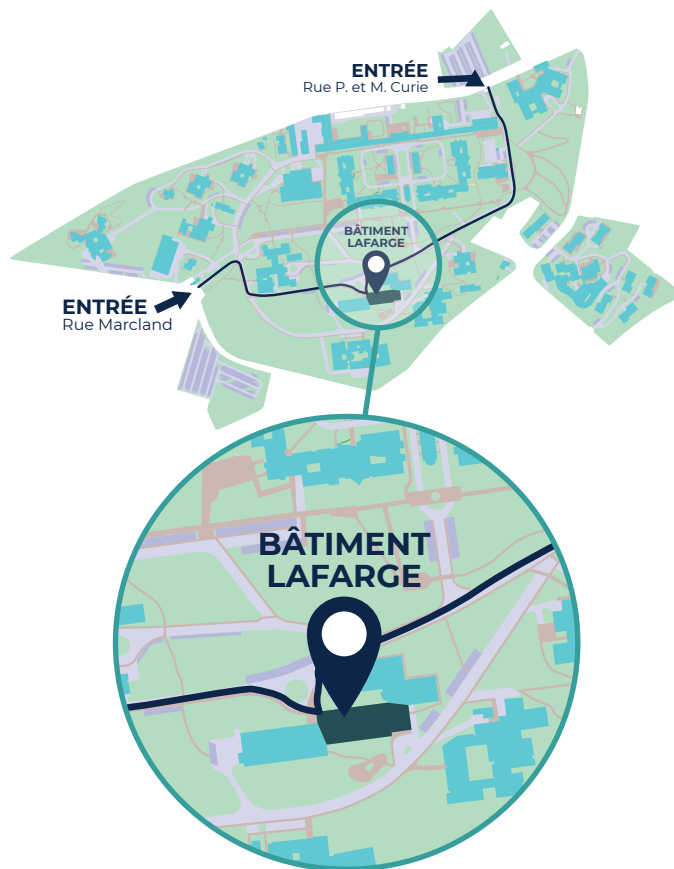 ENTRÉE
Rue P. et M. Curie
BÂTIMENT
LAFARGE
ENTRÉE
Rue Marcland
BÂTIMENT
LAFARGE